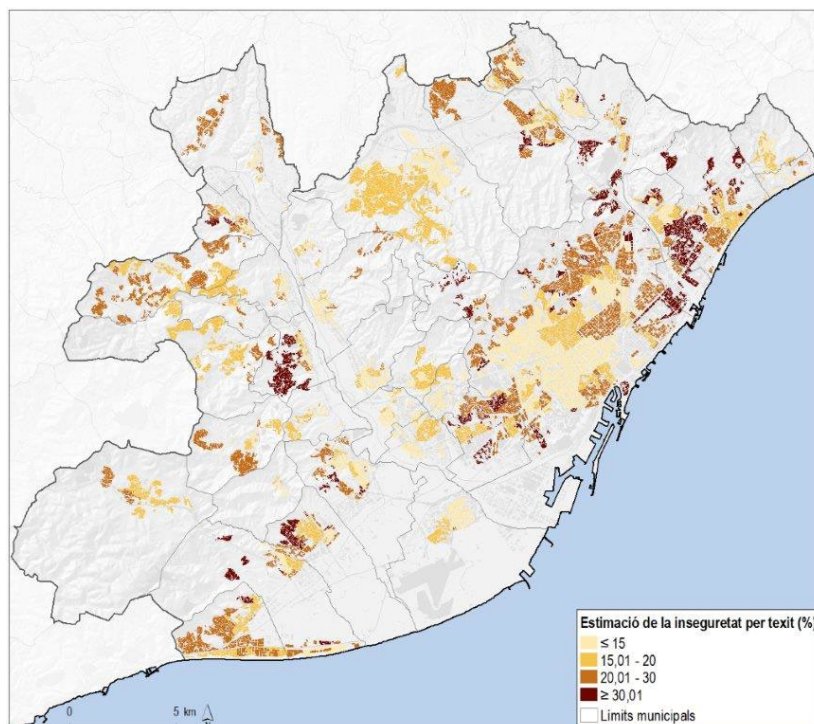 Estimació de la inseguretat per texit (%)
≤ 15
15,01 - 20
20,01 - 30
≥ 30,01
Límits municipals
0 5 km